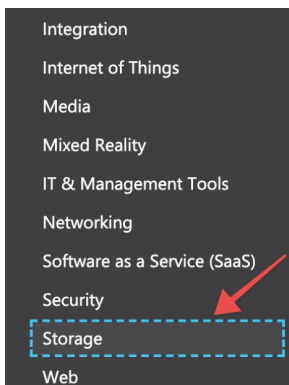 Integration
Internet of Things
Media
Mixed Reality
IT & Management Tools
Networking
Software as a Service (SaaS)
Security
Storage
Web